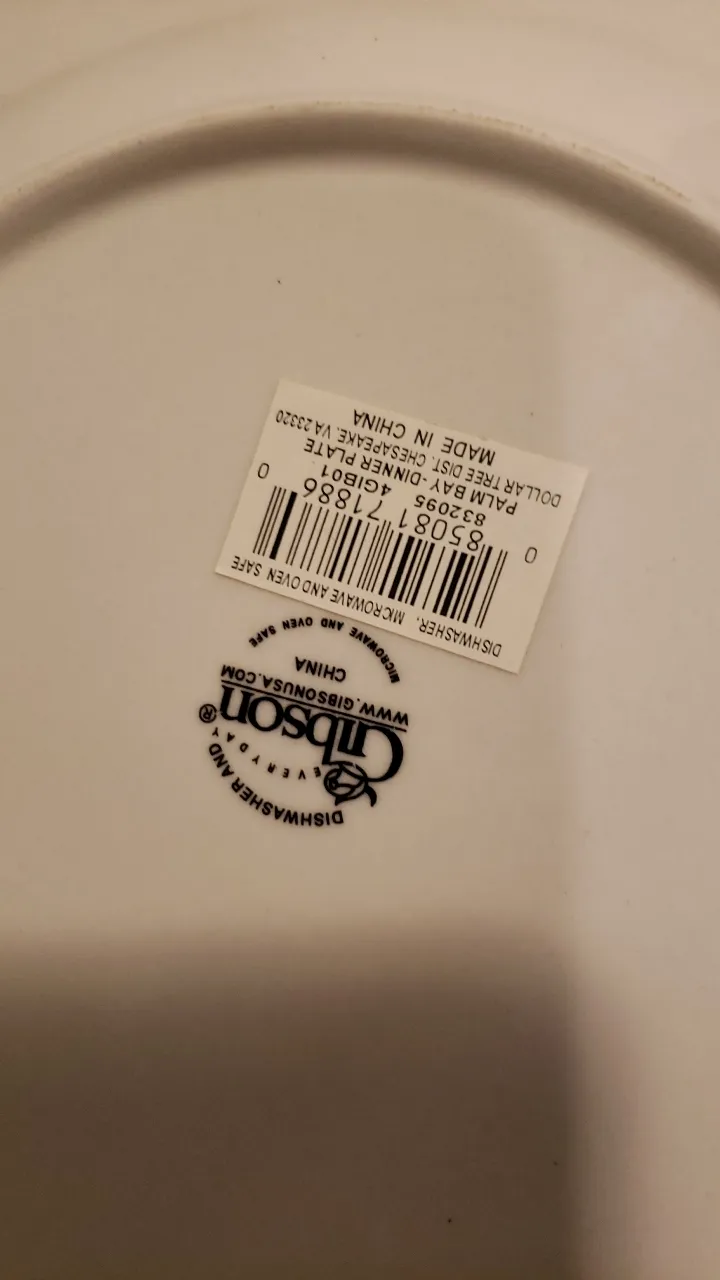 DISHWASHER, MICROWAVE AND OVEN SAFE
0 85081 71886 0
832095 4GIB01
PALM BAY - DINNER PLATE
DOLLAR TREE DIST. CHESAPEAKE, VA 23320
MADE IN CHINA
DISHWASHER AND
EVERYDAY
Gibson®
WWW.GIBSONUSA.COM
CHINA
MICROWAVE AND OVEN SAFE